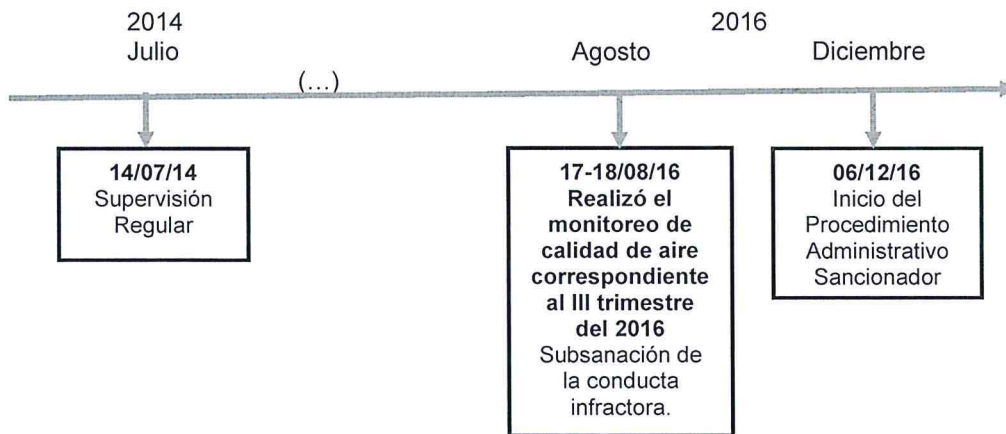 2014
Julio
2016
Agosto
Diciembre
(...)
14/07/14
Supervisión
Regular
17-18/08/16
Realizó el
monitoreo de
calidad de aire
correspondiente
al III trimestre
del 2016
Subsanación de
la conducta
infractora.
06/12/16
Inicio del
Procedimiento
Administrativo
Sancionador